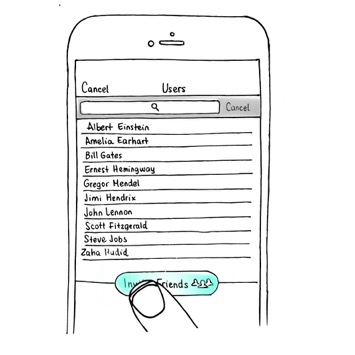 Cancel Users
Cancel
Albert Einstein
Amelia Earhart
Bill Gates
Ernest Hemingway
Gregor Mendel
Jimi Hendrix
John Lennon
Scott Fitzgerald
Steve Jobs
Zaha Hadid
Friends